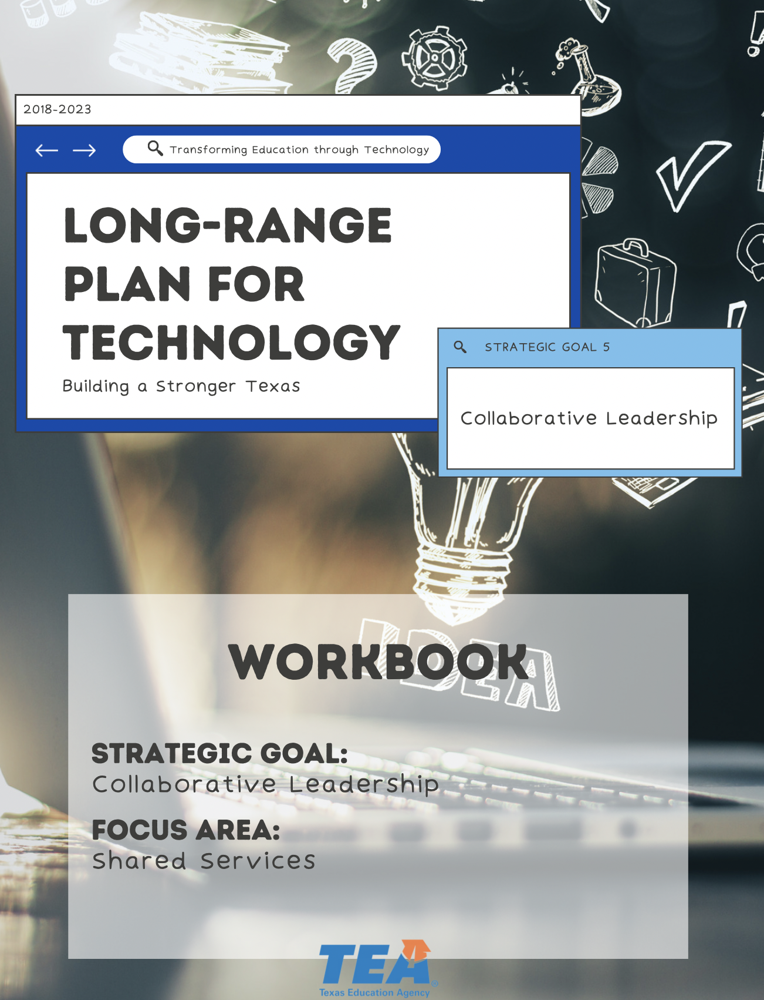 2018-2023
Transforming Education through Technology
LONG-RANGE
PLAN FOR
TECHNOLOGY
Building a Stronger Texas
STRATEGIC GOAL 5
Collaborative Leadership
IDEA
WORKBOOK
STRATEGIC GOAL:
Collaborative Leadership
FOCUS AREA:
Shared Services
TEA®
Texas Education Agency